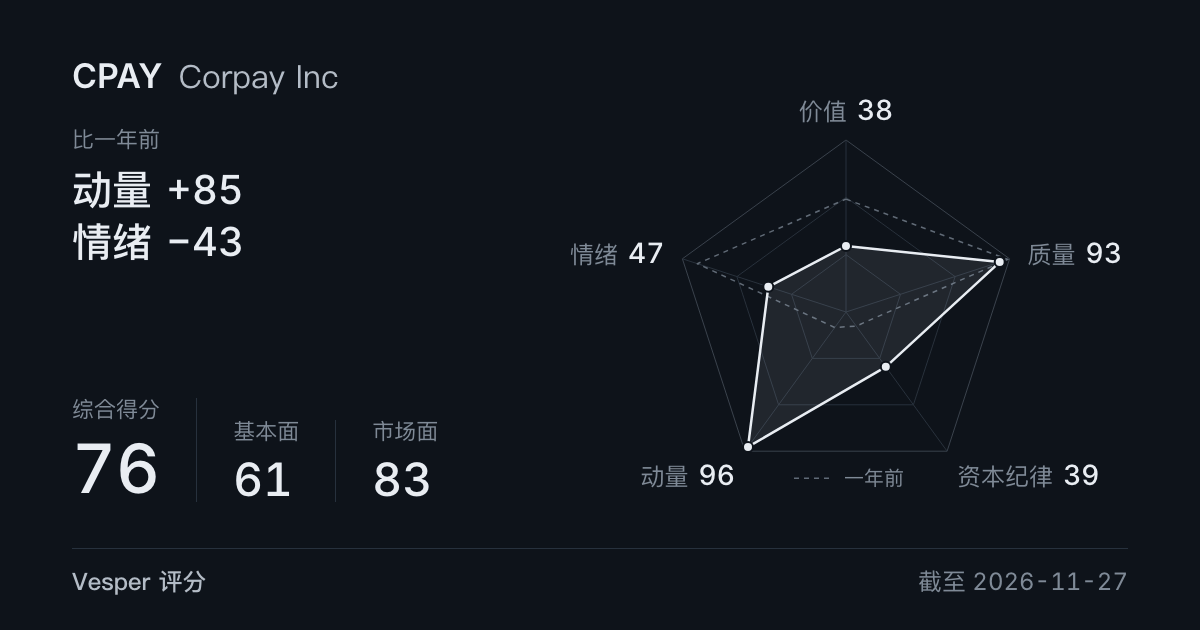 CPAY Corpay Inc
比一年前
动量 +85
情绪 −43
综合得分
76
基本面
61
市场面
83
价值 38
情绪 47
质量 93
动量 96
一年前
资本纪律 39
Vesper 评分
截至 2026-11-27